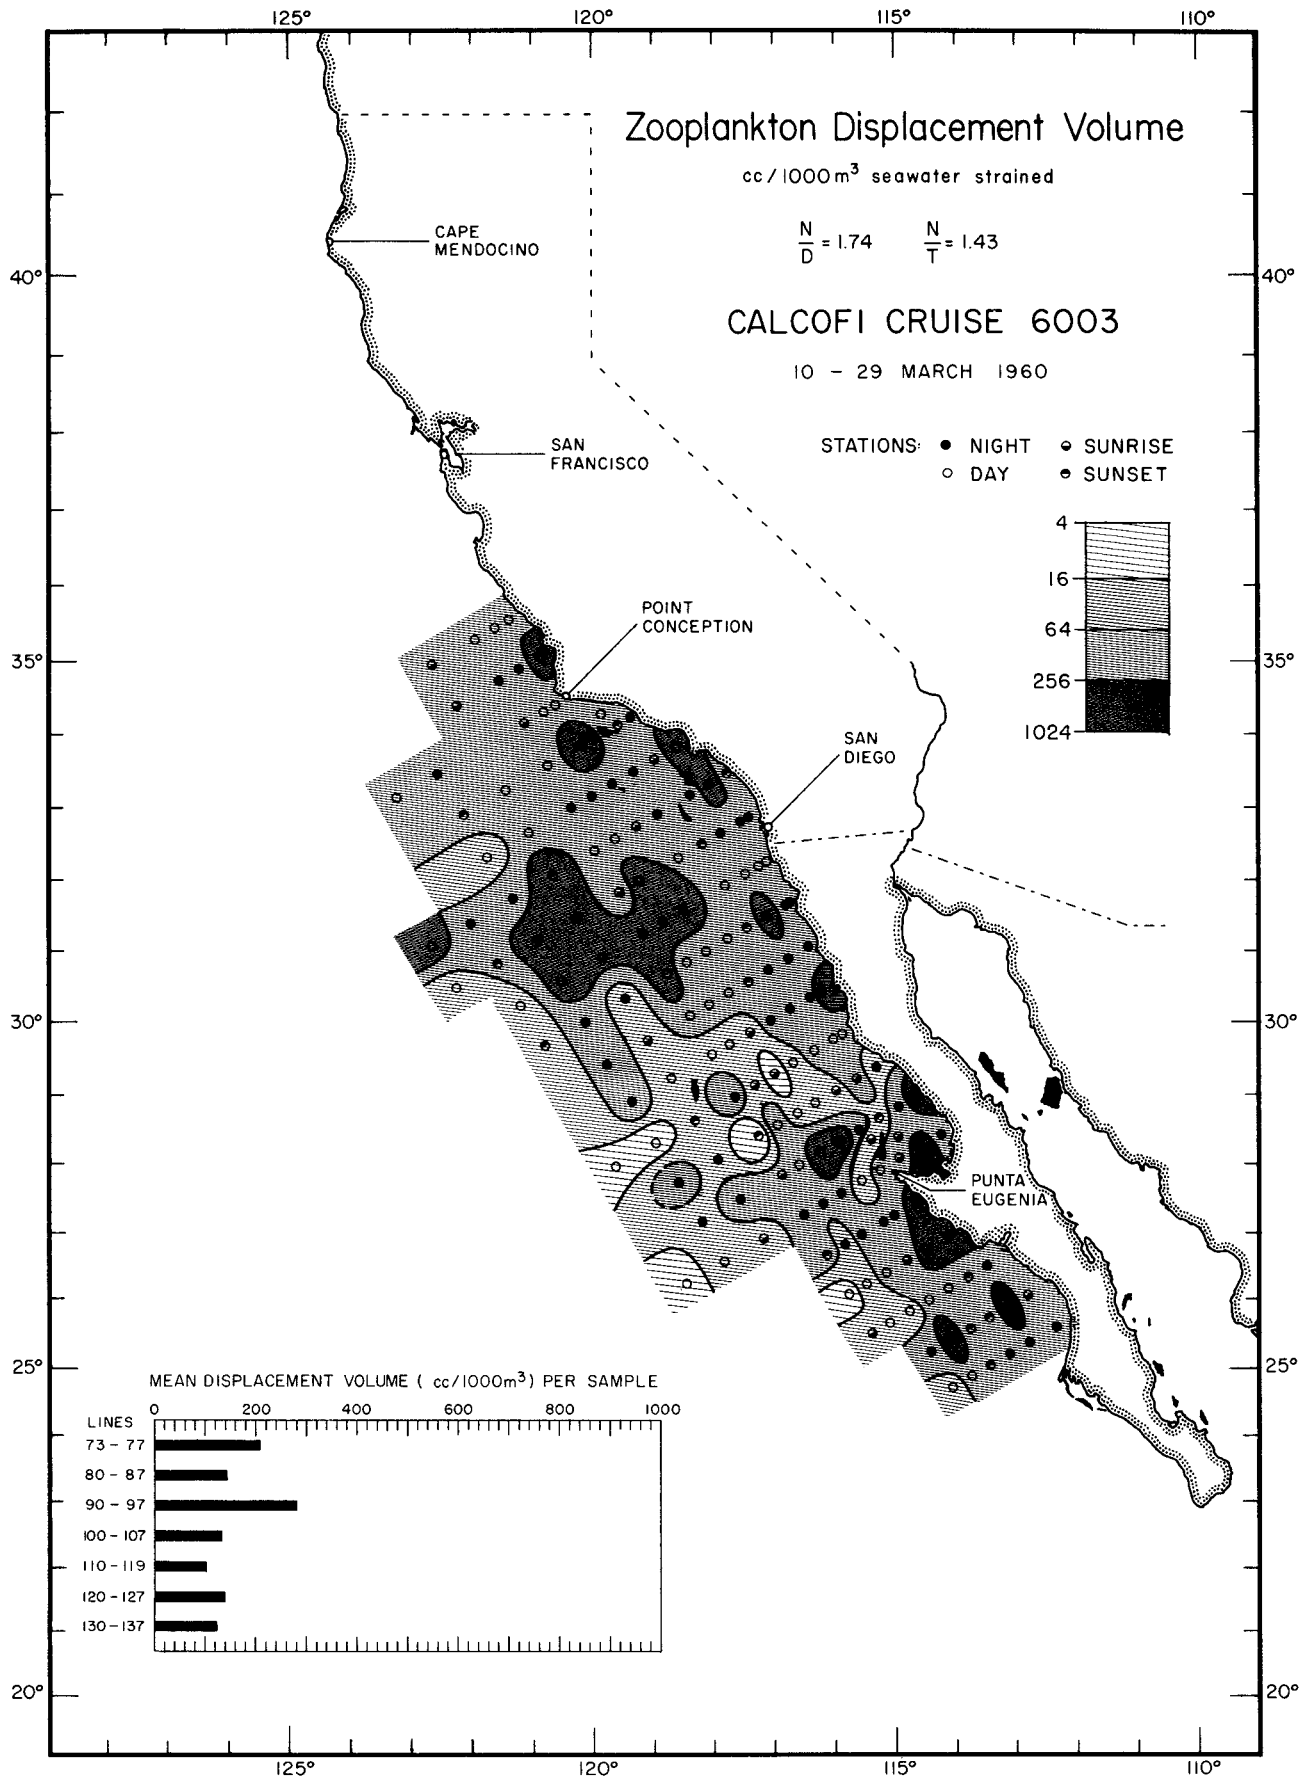 125° 120° 115° 110°
Zooplankton Displacement Volume
cc/1000m³ seawater strained
N/D = 1.74 N/T = 1.43
CALCOFI CRUISE 6003
10 – 29 MARCH 1960
CAPE
MENDOCINO
40° 40°
STATIONS: ● NIGHT SUNRISE
○ DAY SUNSET
SAN
FRANCISCO
4
16
64
256
1024
POINT
CONCEPTION
35° 35°
SAN
DIEGO
30° 30°
PUNTA
EUGENIA
25° 25°
MEAN DISPLACEMENT VOLUME ( cc/1000m³) PER SAMPLE
0 200 400 600 800 1000
LINES
73 – 77
80 – 87
90 – 97
100 – 107
110 – 119
120 – 127
130 – 137
20° 20°
125° 120° 115° 110°